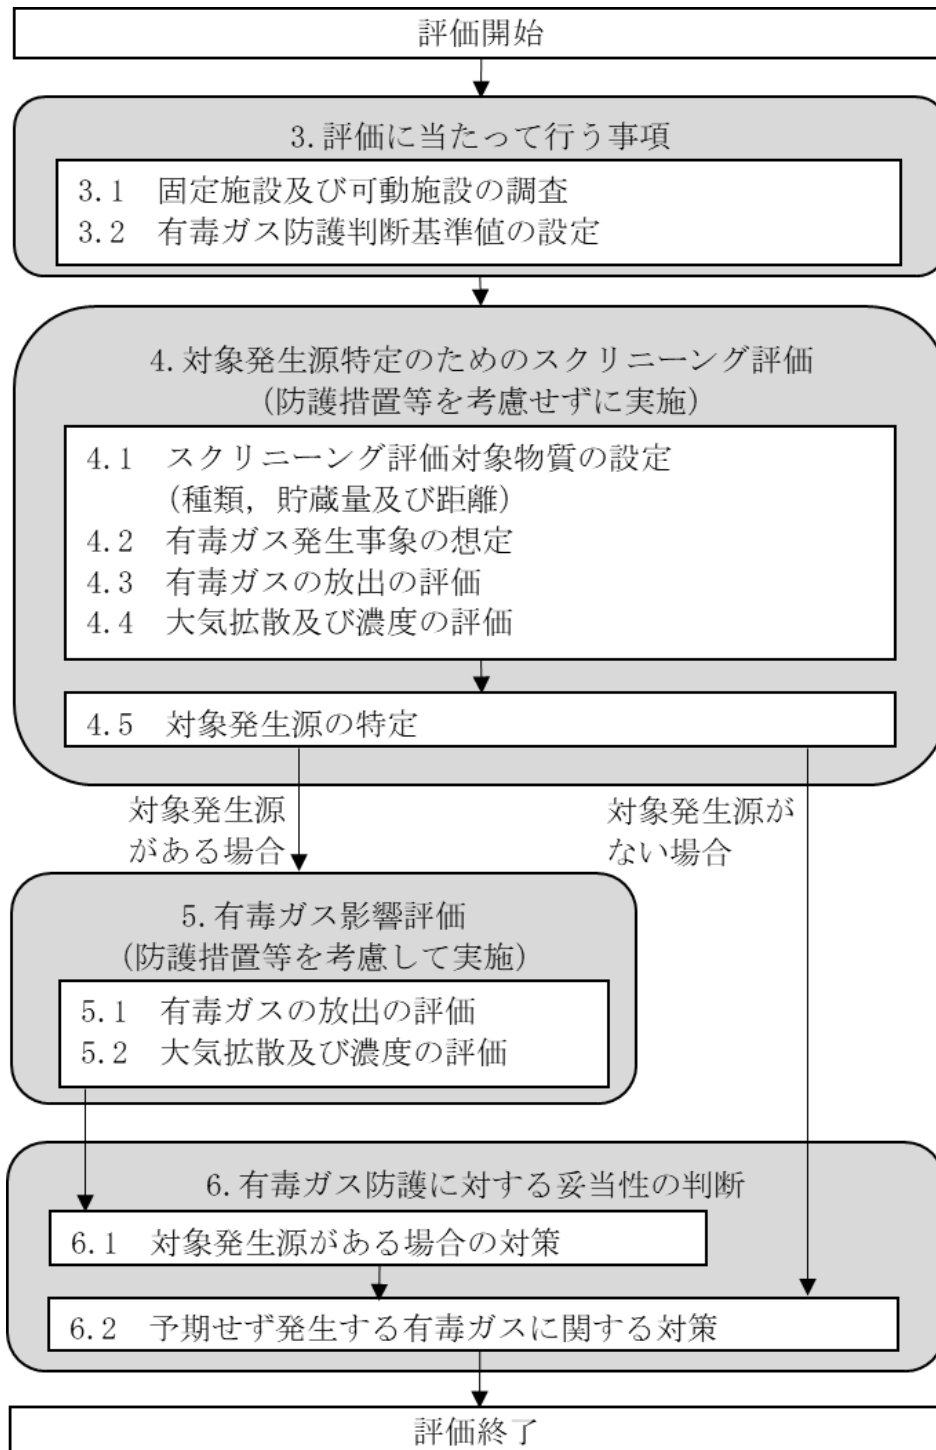 評価開始
3.評価に当たって行う事項
3.1 固定施設及び可動施設の調査
3.2 有毒ガス防護判断基準値の設定
4.対象発生源特定のためのスクリニーング評価
(防護措置等を考慮せずに実施)
4.1 スクリニーング評価対象物質の設定
(種類，貯蔵量及び距離)
4.2 有毒ガス発生事象の想定
4.3 有毒ガスの放出の評価
4.4 大気拡散及び濃度の評価
4.5 対象発生源の特定
対象発生源
がある場合
対象発生源が
ない場合
5.有毒ガス影響評価
(防護措置等を考慮して実施)
5.1 有毒ガスの放出の評価
5.2 大気拡散及び濃度の評価
6.有毒ガス防護に対する妥当性の判断
6.1 対象発生源がある場合の対策
6.2 予期せず発生する有毒ガスに関する対策
評価終了